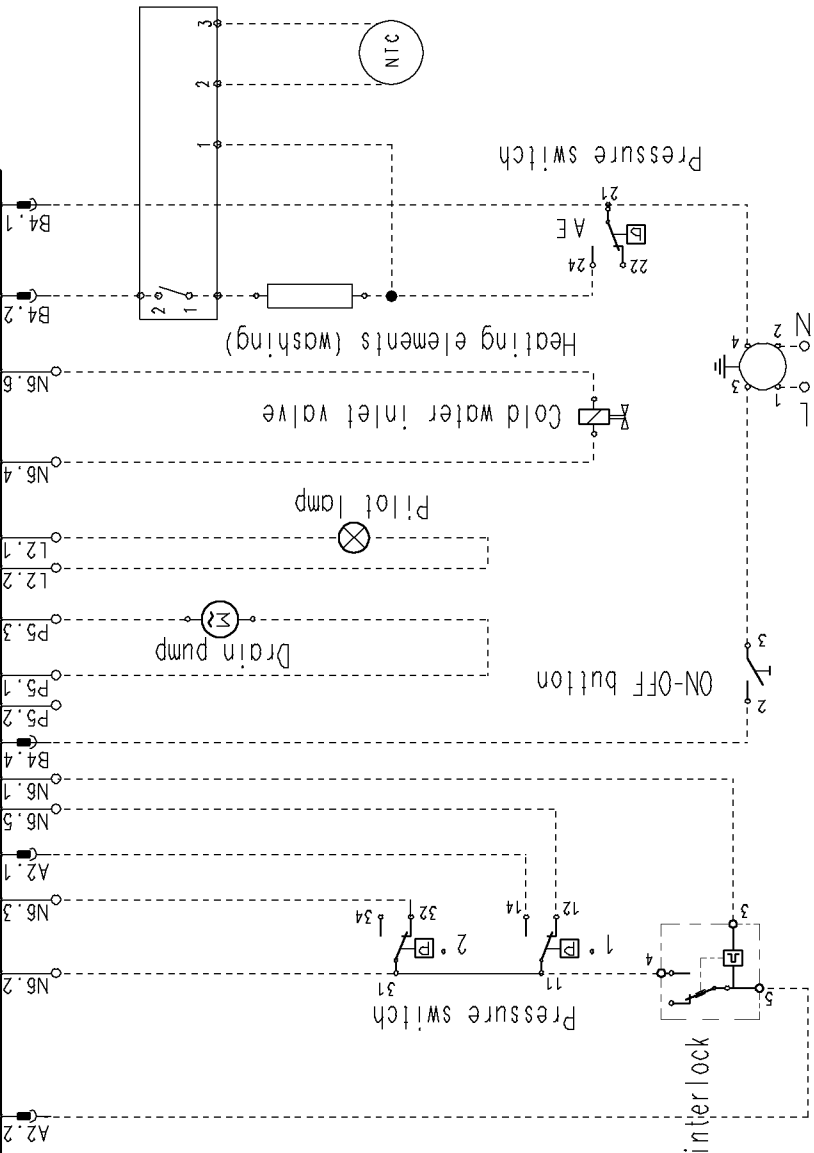 3
NTC
2
1
Pressure switch
21
B4.1
AE
P
24
22
B4.2
2
1
Heating elements (washing)
N
2
4
N6.6
3
1
L
Cold water inlet valve
N6.4
Pilot lamp
L2.1
L2.2
P5.3
M
~
Drain pump
3
P5.1
ON-OFF button
P5.2
2
B4.4
N6.1
N6.5
A2.1
N6.3
34
32
14
12
3
P
2°
P
1°
4
N6.2
31
11
5
Pressure switch
interlock
A2.2